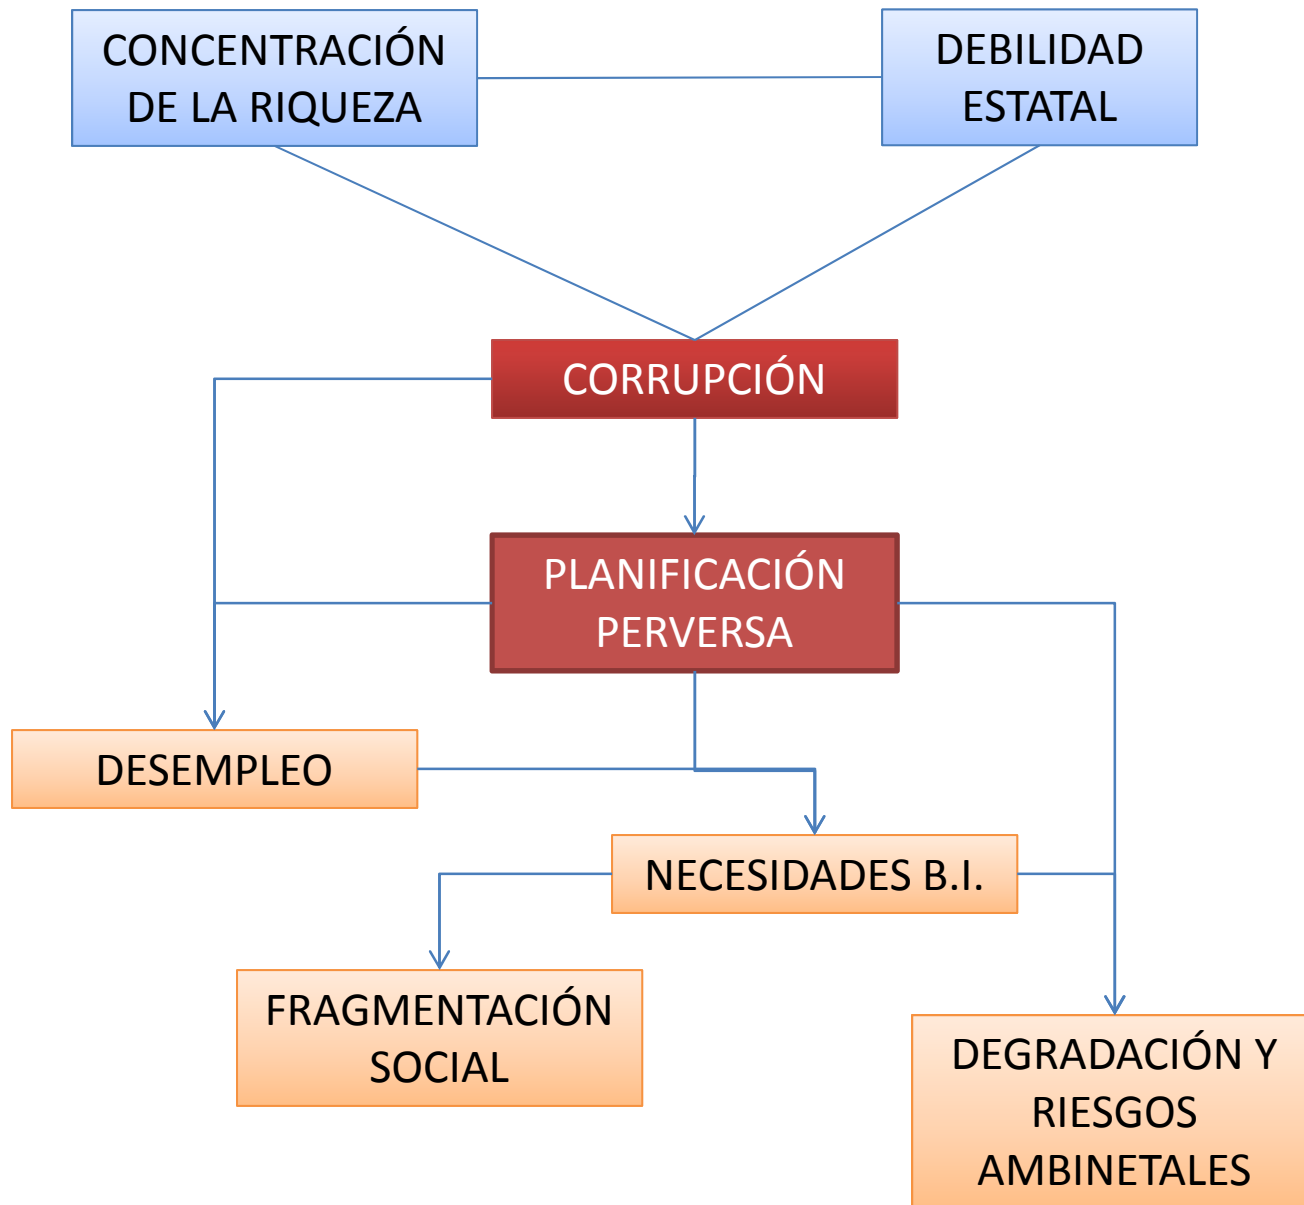 CONCENTRACIÓN
DE LA RIQUEZA
DEBILIDAD
ESTATAL
CORRUPCIÓN
PLANIFICACIÓN
PERVERSA
DESEMPLEO
NECESIDADES B.I.
FRAGMENTACIÓN
SOCIAL
DEGRADACIÓN Y
RIESGOS
AMBINETALES